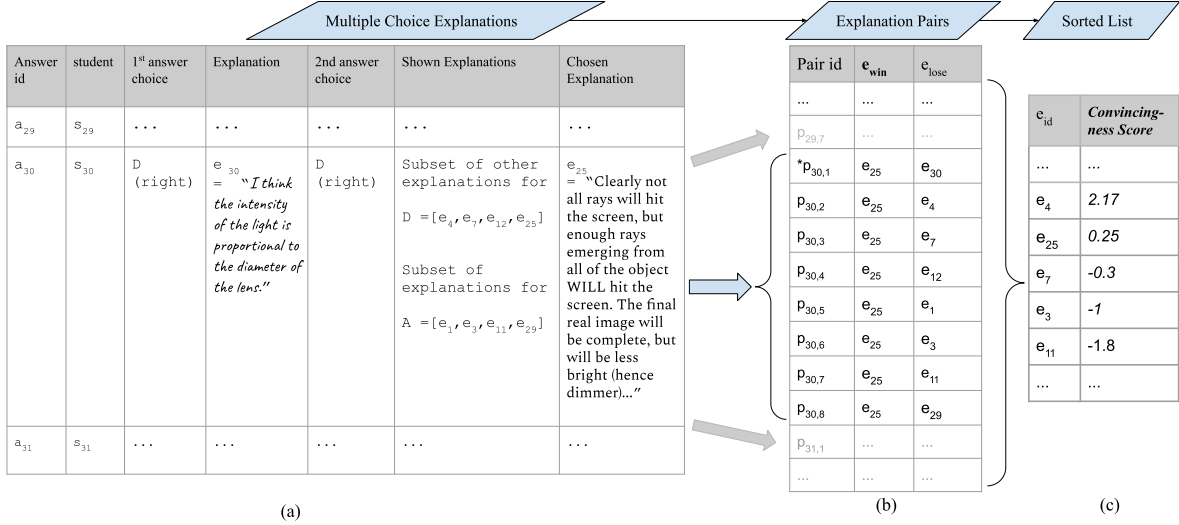 Multiple Choice Explanations
Explanation Pairs
Sorted List
Answer id
student
1st answer choice
Explanation
2nd answer choice
Shown Explanations
Chosen Explanation
a29 s29 ... ... ... ... ...
a30
s30
D
(right)
e 30
= "I think
the intensity
of the light is
proportional to
the diameter of
the lens."
D
(right)
Subset of other
explanations for
D =[e4,e7,e12,e25]
Subset of
explanations for
A =[e1,e3,e11,e29]
e25
= "Clearly not
all rays will hit
the screen, but
enough rays
emerging from
all of the object
WILL hit the
screen. The final
real image will
be complete, but
will be less
bright (hence
dimmer)..."
a31 s31 ... ... ... ... ...
(a)
Pair id ewin elose
... ... ...
p29,7 ... ...
*p30,1 e25 e30
p30,2 e25 e4
p30,3 e25 e7
p30,4 e25 e12
p30,5 e25 e1
p30,6 e25 e3
p30,7 e25 e11
p30,8 e25 e29
p31,1 ... ...
... ... ...
(b)
eid
Convincing-
ness Score
... ...
e4 2.17
e25 0.25
e7 -0.3
e3 -1
e11 -1.8
... ...
(c)